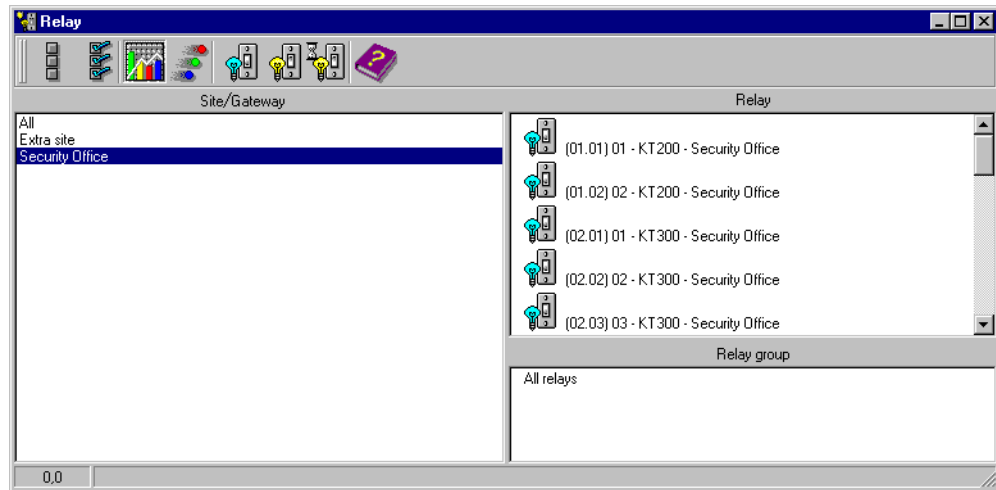 Relay
Site/Gateway
All
Extra site
Security Office
Relay
(01.01) 01 - KT200 - Security Office
(01.02) 02 - KT200 - Security Office
(02.01) 01 - KT300 - Security Office
(02.02) 02 - KT300 - Security Office
(02.03) 03 - KT300 - Security Office
Relay group
All relays
0,0